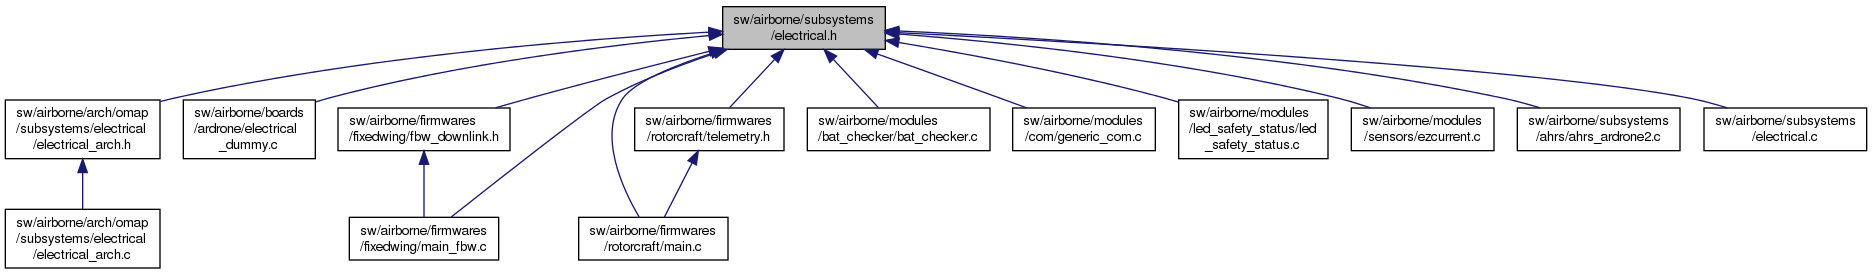 sw/airborne/subsystems
/electrical.h
sw/airborne/arch/omap
/subsystems/electrical
/electrical_arch.h
sw/airborne/boards
/ardrone/electrical
_dummy.c
sw/airborne/firmwares
/fixedwing/fbw_downlink.h
sw/airborne/firmwares
/rotorcraft/telemetry.h
sw/airborne/modules
/bat_checker/bat_checker.c
sw/airborne/modules
/com/generic_com.c
sw/airborne/modules
/led_safety_status/led
_safety_status.c
sw/airborne/modules
/sensors/ezcurrent.c
sw/airborne/subsystems
/ahrs/ahrs_ardrone2.c
sw/airborne/subsystems
/electrical.c
sw/airborne/arch/omap
/subsystems/electrical
/electrical_arch.c
sw/airborne/firmwares
/fixedwing/main_fbw.c
sw/airborne/firmwares
/rotorcraft/main.c